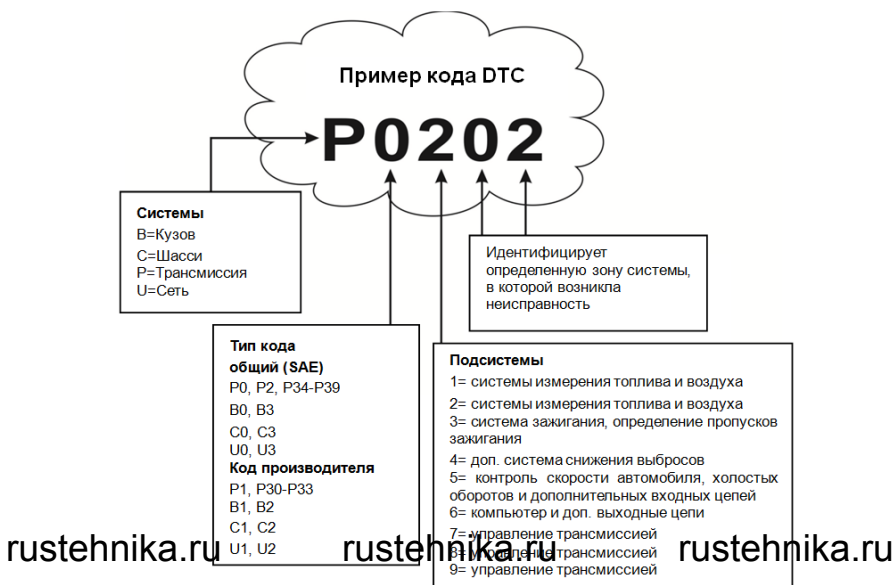 Пример кода DTC
P0202
Системы
B=Кузов
C=Шасси
P=Трансмиссия
U=Сеть
Идентифицирует
определенную зону системы,
в которой возникла
неисправность
Тип кода
общий (SAE)
P0, P2, P34-P39
B0, B3
C0, C3
U0, U3
Код производителя
P1, P30-P33
B1, B2
C1, C2
U1, U2
Подсистемы
1= системы измерения топлива и воздуха
2= системы измерения топлива и воздуха
3= система зажигания, определение пропусков
зажигания
4= доп. система снижения выбросов
5= контроль скорости автомобиля, холостых
оборотов и дополнительных входных цепей
6= компьютер и доп. выходные цепи
7= управление трансмиссией
8= управление трансмиссией
9= управление трансмиссией
rustehnika.ru rustehnika.ru rustehnika.ru